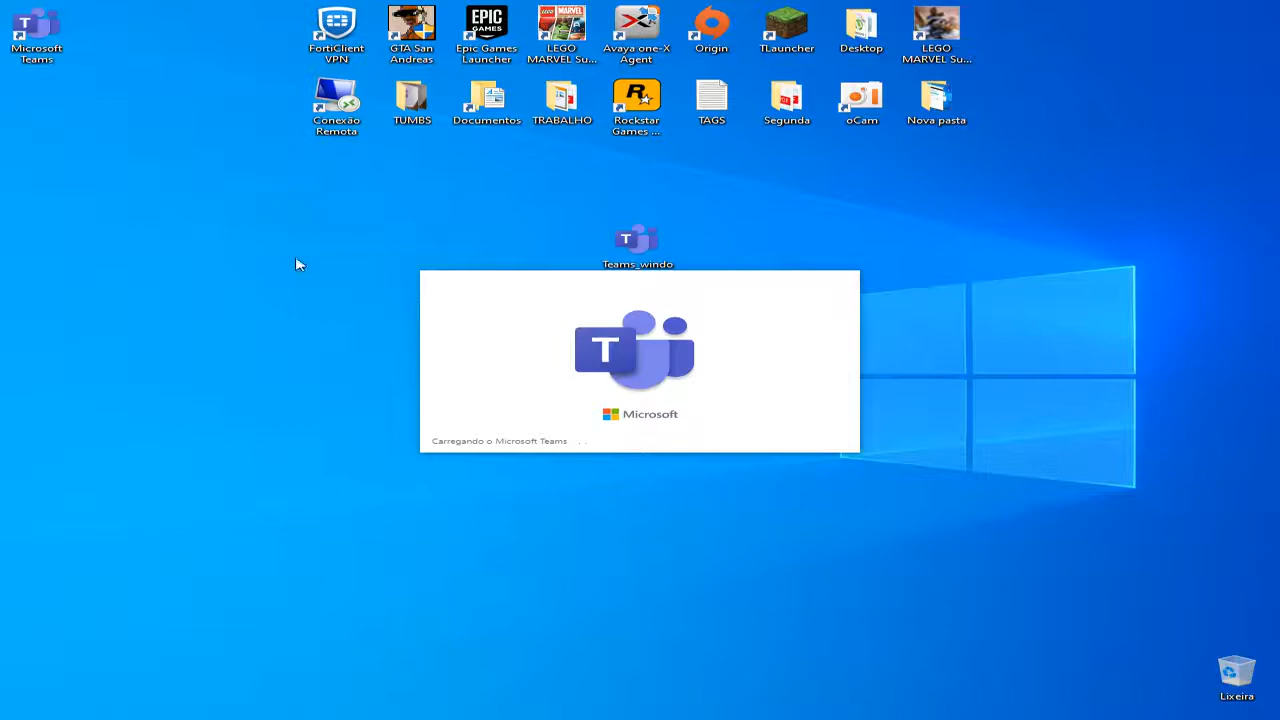 Microsoft
Teams
FortiClient
VPN
GTA San
Andreas
EPIC
GAMES
Epic Games
Launcher
LEGO
MARVEL Su...
Avaya one-X
Agent
Origin
TLauncher
Desktop
LEGO
MARVEL Su...
Conexão
Remota
TUMBS
Documentos
TRABALHO
Rockstar
Games ...
TAGS
Segunda
oCam
Nova pasta
Teams_windo
T
Microsoft
Carregando o Microsoft Teams . .
Lixeira